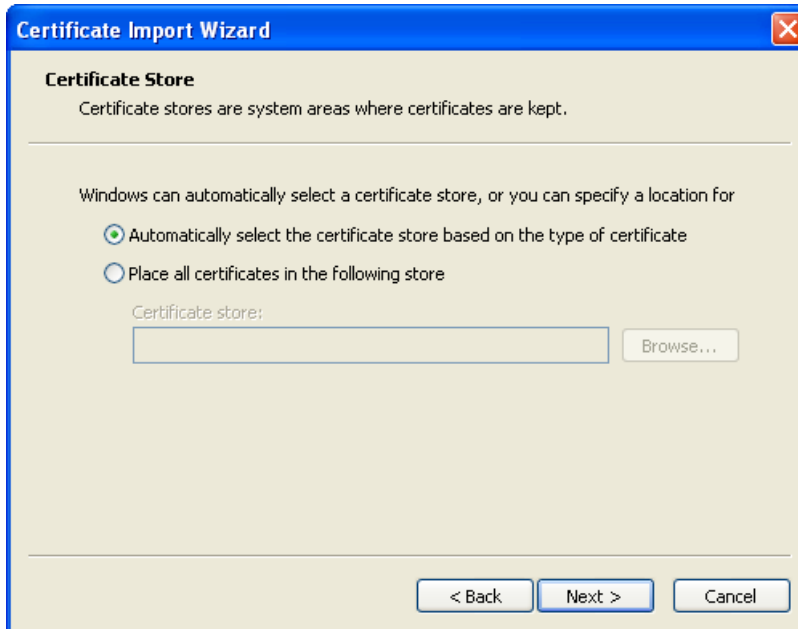 Certificate Import Wizard
Certificate Store
Certificate stores are system areas where certificates are kept.
Windows can automatically select a certificate store, or you can specify a location for
Automatically select the certificate store based on the type of certificate
Place all certificates in the following store
Certificate store:
Browse...
< Back
Next >
Cancel